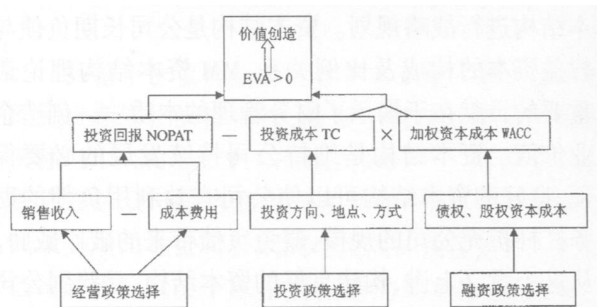 价值创造
EVA＞0
投资回报 NOPAT — 投资成本 TC × 加权资本成本 WACC
销售收入 — 成本费用 投资方向、地点、方式 债权、股权资本成本
经营政策选择 投资政策选择 融资政策选择